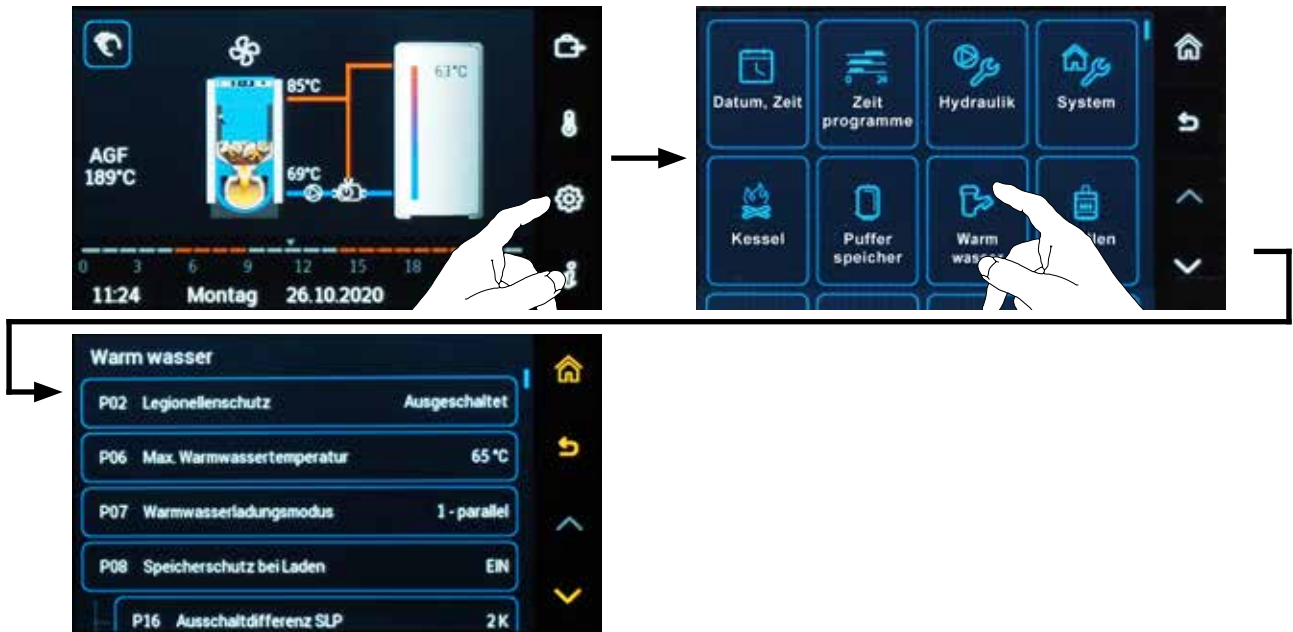 63°C
85°C
AGF
189°C
69°C
0 3 6 9 12 15 18
11:24 Montag 26.10.2020
Datum, Zeit
Zeit
programme
Hydraulik
System
Kessel
Puffer
speicher
Warm
wasser
Warm wasser
P02 Legionellenschutz Ausgeschaltet
P06 Max. Warmwassertemperatur 65 °C
P07 Warmwasserladungsmodus 1 - parallel
P08 Speicherschutz bei Laden EIN
P16 Ausschaltdifferenz SLP 2 K